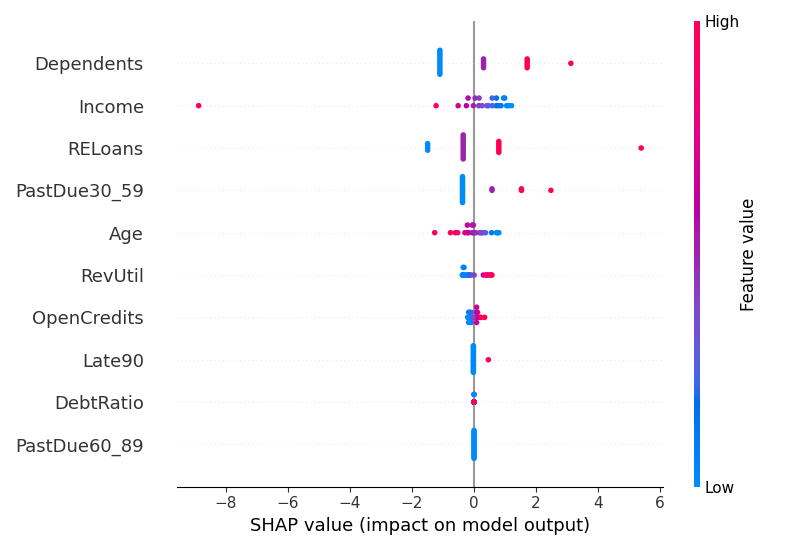 High
Dependents
Income
RELoans
PastDue30_59
Age
RevUtil
OpenCredits
Late90
DebtRatio
PastDue60_89
Feature value
Low
−8 −6 −4 −2 0 2 4 6
SHAP value (impact on model output)